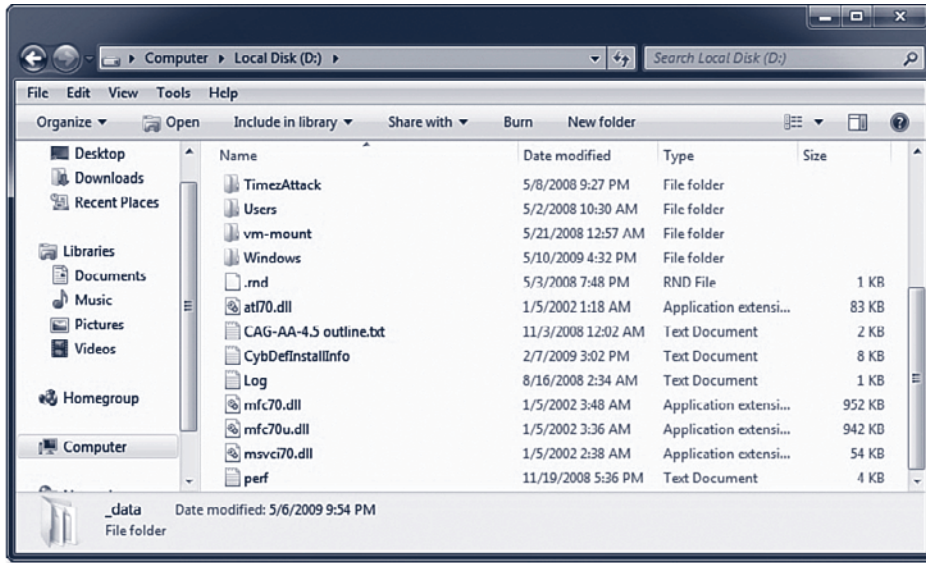 Computer Local Disk (D:) Search Local Disk (D:)
File Edit View Tools Help
Organize Open Include in library Share with Burn New folder
Desktop
Downloads
Recent Places
Libraries
Documents
Music
Pictures
Videos
Homegroup
Computer
Name Date modified Type Size
TimezAttack 5/8/2008 9:27 PM File folder
Users 5/2/2008 10:30 AM File folder
vm-mount 5/21/2008 12:57 AM File folder
Windows 5/10/2009 4:32 PM File folder
.rnd 5/3/2008 7:48 PM RND File 1 KB
atl70.dll 1/5/2002 1:18 AM Application extensi... 83 KB
CAG-AA-4.5 outline.txt 11/3/2008 12:02 AM Text Document 2 KB
CybDefInstallInfo 2/7/2009 3:02 PM Text Document 8 KB
Log 8/16/2008 2:34 AM Text Document 1 KB
mfc70.dll 1/5/2002 3:48 AM Application extensi... 952 KB
mfc70u.dll 1/5/2002 3:36 AM Application extensi... 942 KB
msvci70.dll 1/5/2002 2:38 AM Application extensi... 54 KB
perf 11/19/2008 5:36 PM Text Document 4 KB
_data Date modified: 5/6/2009 9:54 PM
File folder